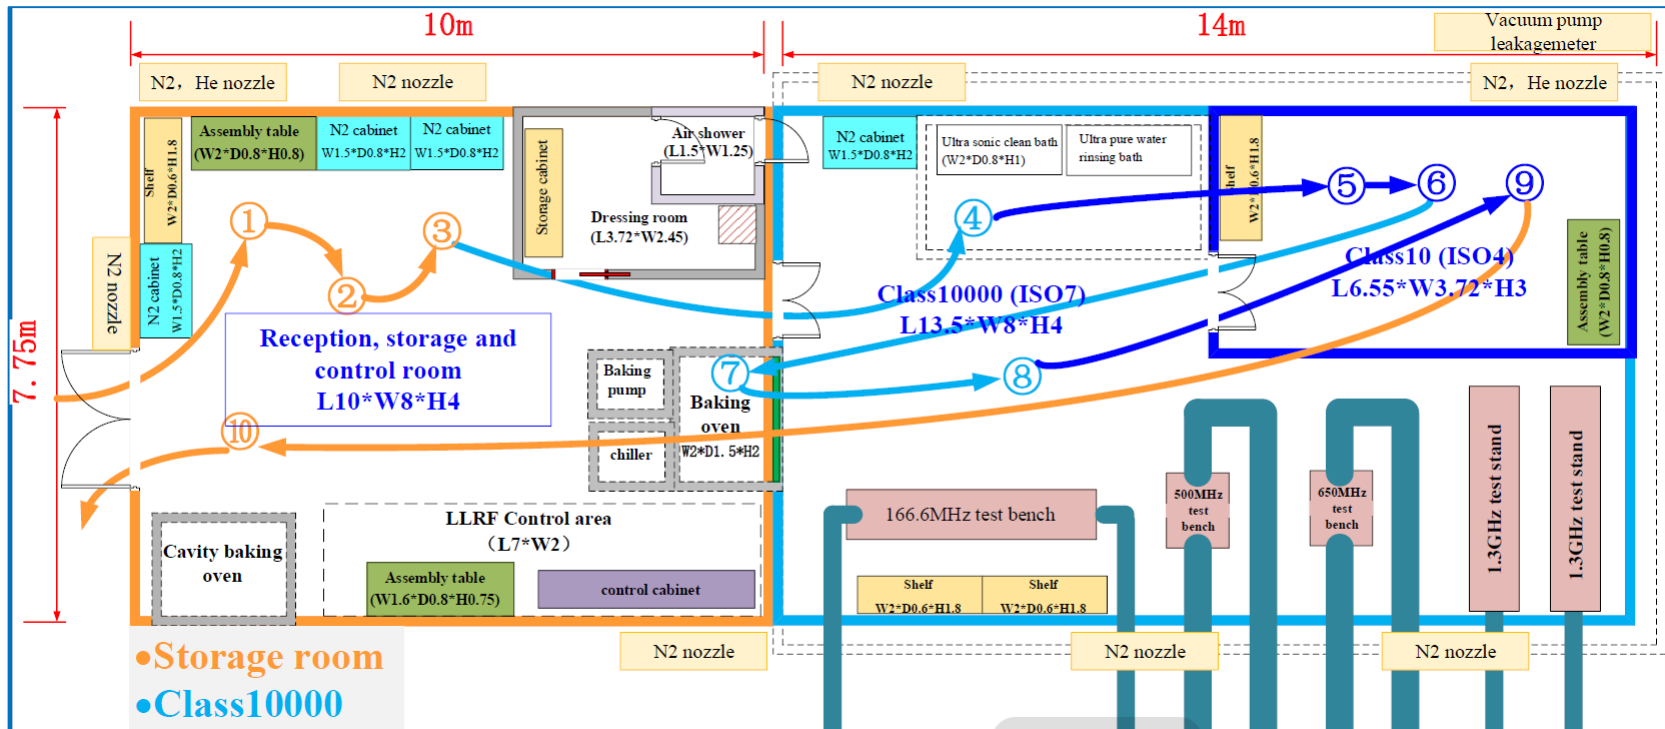 10m
14m
Vacuum pump
leakagemeter
N2，He nozzle
N2 nozzle
N2 nozzle
N2，He nozzle
7.75m
N2 nozzle
Shelf
W2*D0.6*H1.8
Assembly table
(W2*D0.8*H0.8)
N2 cabinet
W1.5*D0.8*H2
N2 cabinet
W1.5*D0.8*H2
N2 cabinet
W1.5*D0.8*H2
Storage cabinet
Air shower
(L1.5*W1.25)
Dressing room
(L3.72*W2.45)
N2 cabinet
W1.5*D0.8*H2
Ultra sonic clean bath
(W2*D0.8*H1)
Ultra pure water
rinsing bath
Shelf
W2*D0.6*H1.8
Assembly table
(W2*D0.8*H0.8)
①
②
③
④
⑤
⑥
⑨
Class10000 (ISO7)
L13.5*W8*H4
Class10 (ISO4)
L6.55*W3.72*H3
Reception, storage and
control room
L10*W8*H4
Baking
pump
chiller
⑦
Baking
oven
W2*D1.5*H2
⑧
⑩
Cavity baking
oven
LLRF Control area
（L7*W2）
Assembly table
(W1.6*D0.8*H0.75)
control cabinet
166.6MHz test bench
500MHz
test
bench
650MHz
test
bench
1.3GHz test stand
1.3GHz test stand
Shelf
W2*D0.6*H1.8
Shelf
W2*D0.6*H1.8
N2 nozzle
N2 nozzle
N2 nozzle
•Storage room
•Class10000